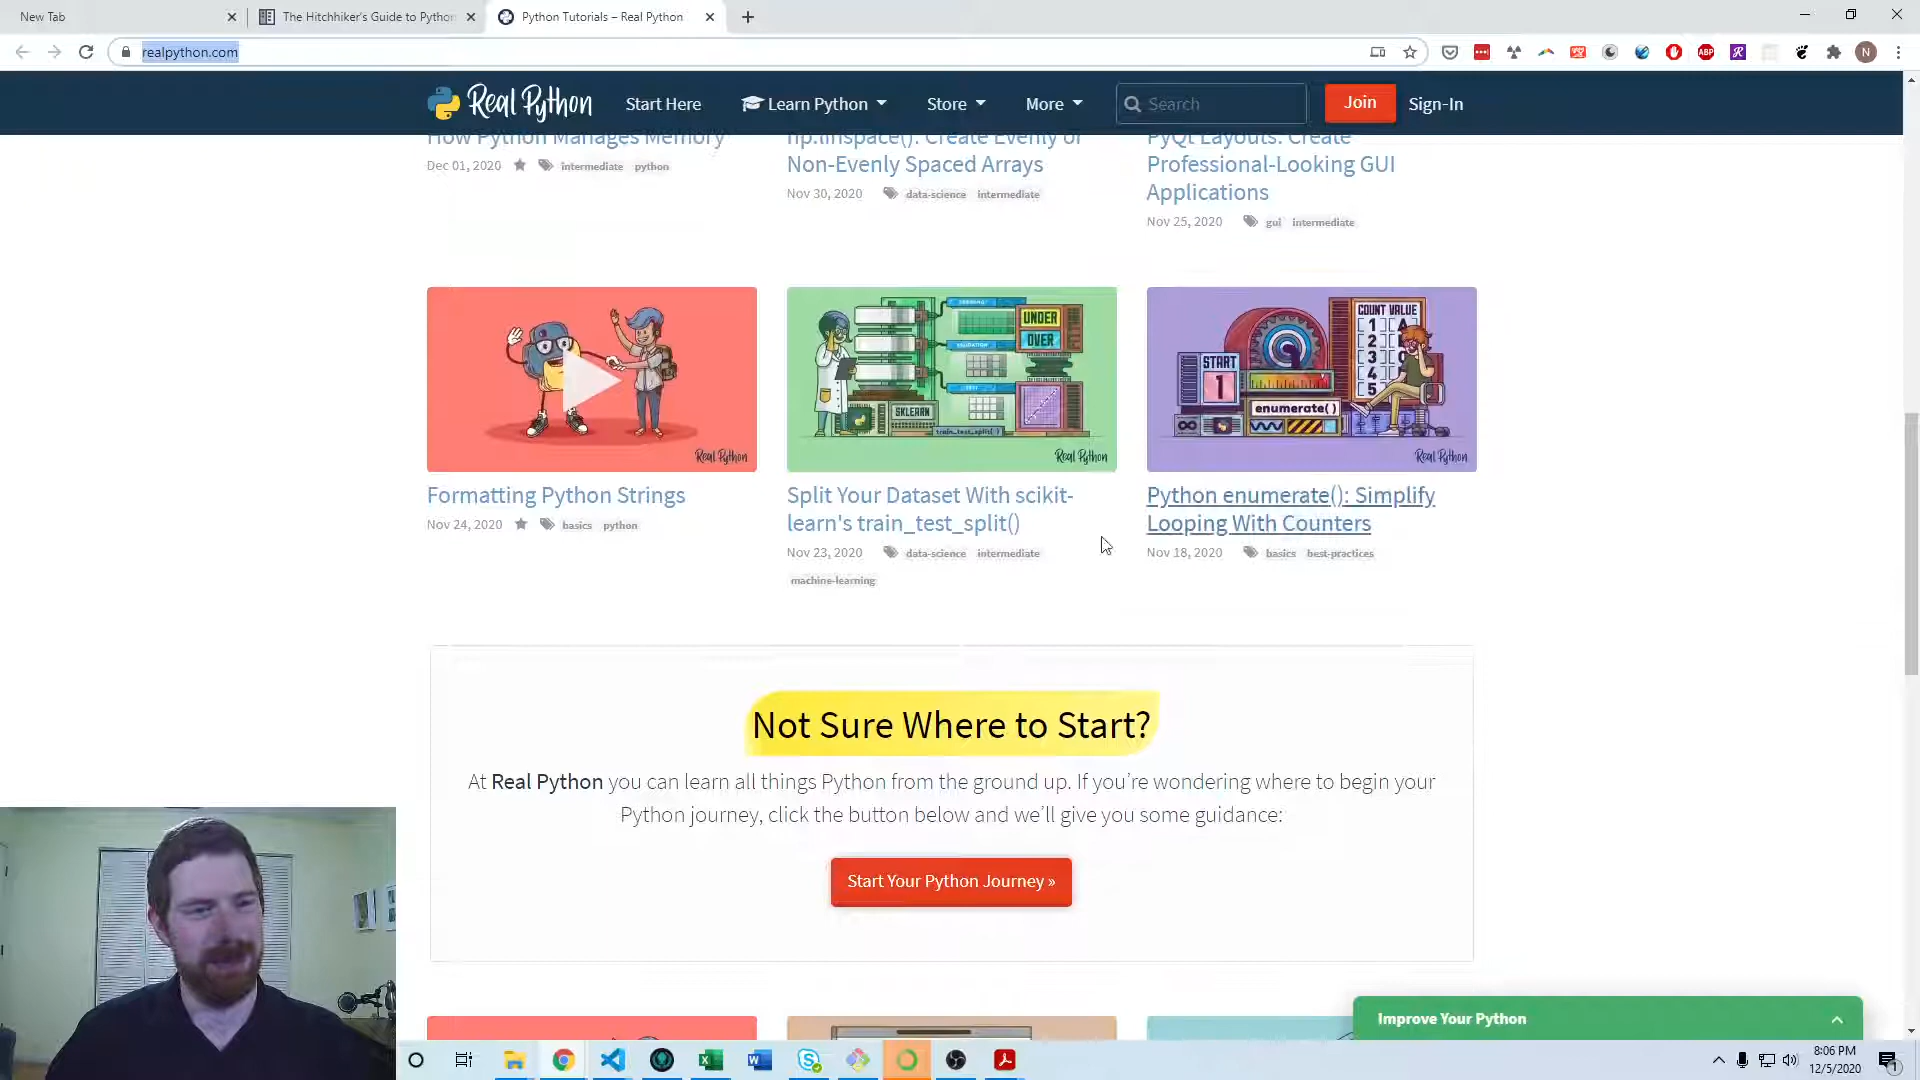 New Tab
The Hitchhiker's Guide to Python
Python Tutorials – Real Python
realpython.com
Real Python
Start Here
Learn Python
Store
More
Search
Join
Sign-In
How Python Manages Memory
Dec 01, 2020 intermediate python
np.linspace(): Create Evenly or
Non-Evenly Spaced Arrays
Nov 30, 2020 data-science intermediate
PyQt Layouts: Create
Professional-Looking GUI
Applications
Nov 25, 2020 gui intermediate
Real Python
UNDER
OVER
SKLEARN
train_test_split()
Real Python
COUNT VALUE
START
1
1
2
3
4
5
enumerate()
Real Python
Formatting Python Strings
Nov 24, 2020 basics python
Split Your Dataset With scikit-
learn's train_test_split()
Nov 23, 2020 data-science intermediate
machine-learning
Python enumerate(): Simplify
Looping With Counters
Nov 18, 2020 basics best-practices
Not Sure Where to Start?
At Real Python you can learn all things Python from the ground up. If you're wondering where to begin your
Python journey, click the button below and we'll give you some guidance:
Start Your Python Journey »
Improve Your Python
8:06 PM
12/5/2020